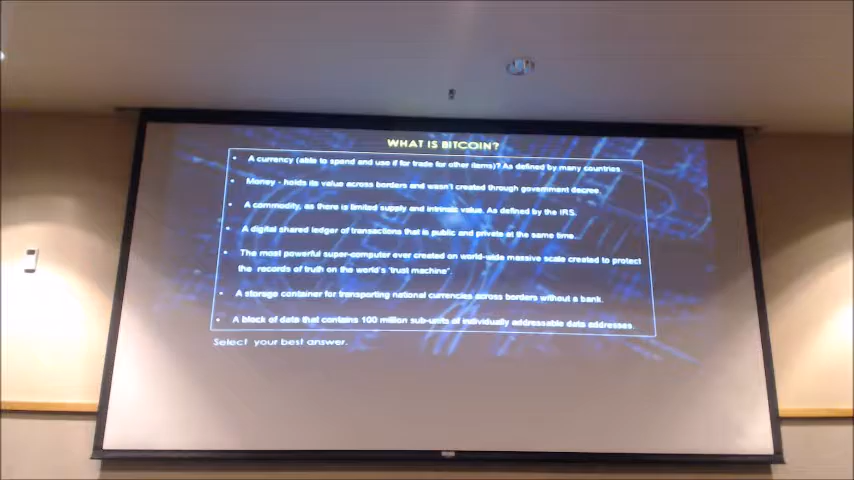 WHAT IS BITCOIN?
• A currency (able to spend and use if for trade for other items)? As defined by many countries.
• Money - holds its value across borders and wasn't created through government decree.
• A commodity, as there is limited supply and intrinsic value. As defined by the IRS.
• A digital shared ledger of transactions that is public and private at the same time.
• The most powerful super-computer ever created on world-wide massive scale created to protect
the records of truth on the world's "trust machine".
• A storage container for transporting national currencies across borders without a bank.
• A block of data that contains 100 million sub-units of individually addressable data addresses.
Select your best answer.